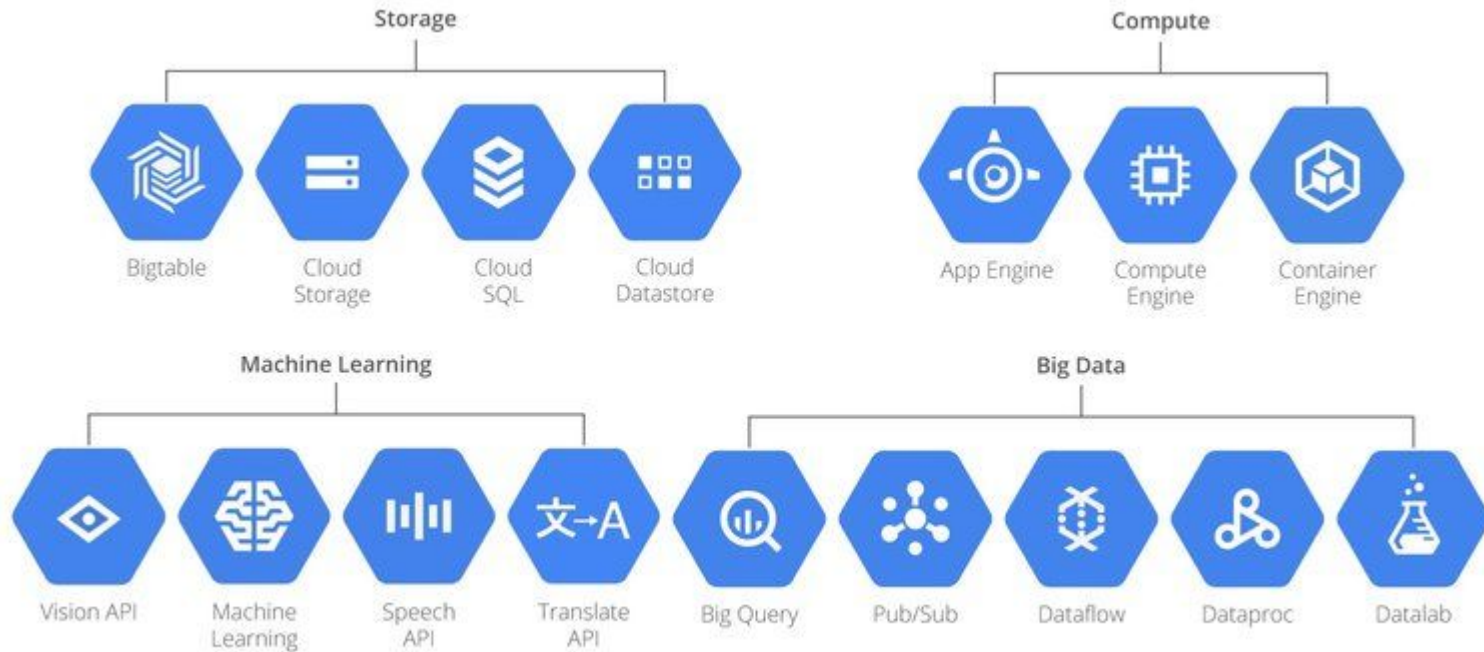 Storage
Compute
Bigtable
Cloud
Storage
Cloud
SQL
Cloud
Datastore
App Engine
Compute
Engine
Container
Engine
Machine Learning
Big Data
文→A
Vision API
Machine
Learning
Speech
API
Translate
API
Big Query
Pub/Sub
Dataflow
Dataproc
Datalab